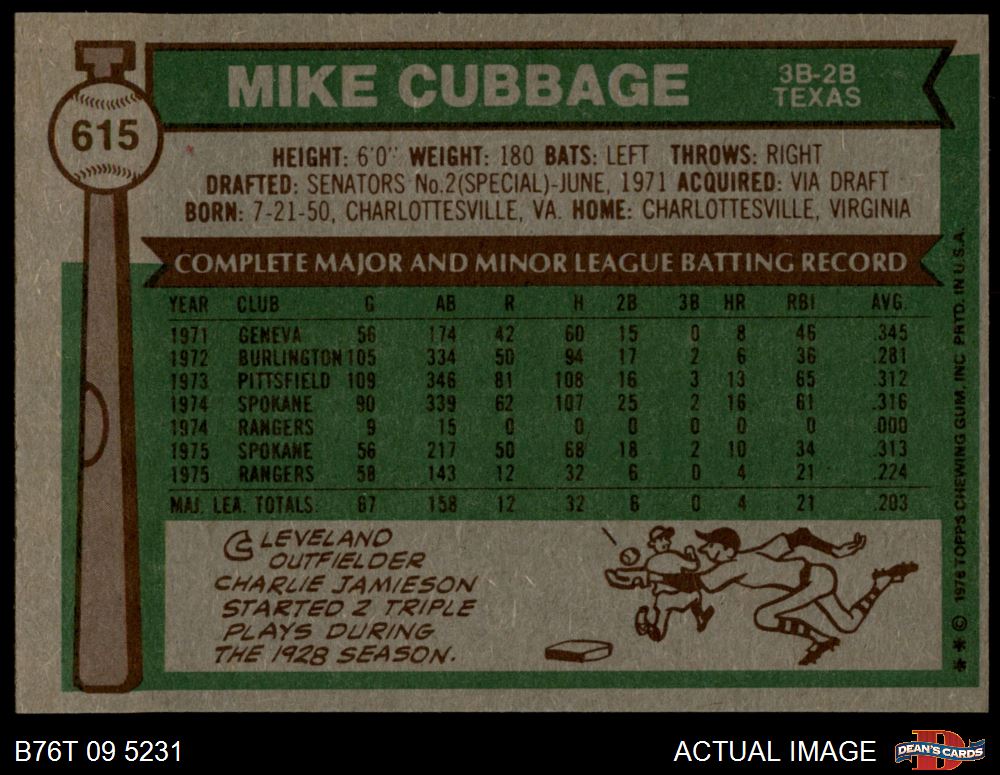 MIKE CUBBAGE
3B-2B
TEXAS
615
HEIGHT: 6'0" WEIGHT: 180 BATS: LEFT THROWS: RIGHT
DRAFTED: SENATORS No.2(SPECIAL)-JUNE, 1971 ACQUIRED: VIA DRAFT
BORN: 7-21-50, CHARLOTTESVILLE, VA. HOME: CHARLOTTESVILLE, VIRGINIA
COMPLETE MAJOR AND MINOR LEAGUE BATTING RECORD
YEAR CLUB G AB R H 2B 3B HR RBI AVG.
1971 GENEVA 56 174 42 60 15 0 8 46 .345
1972 BURLINGTON 105 334 50 94 17 2 6 36 .281
1973 PITTSFIELD 109 346 81 108 16 3 13 65 .312
1974 SPOKANE 90 339 62 107 25 2 16 61 .316
1974 RANGERS 9 15 0 0 0 0 0 0 .000
1975 SPOKANE 56 217 50 68 18 2 10 34 .313
1975 RANGERS 58 143 12 32 6 0 4 21 .224
MAJ. LEA. TOTALS: 67 158 12 32 6 0 4 21 .203
CLEVELAND
OUTFIELDER
CHARLIE JAMIESON
STARTED 2 TRIPLE
PLAYS DURING
THE 1928 SEASON.
** © 1976 TOPPS CHEWING GUM, INC PRTD. IN U.S.A.
B76T 09 5231
ACTUAL IMAGE
D
DEAN'S CARDS